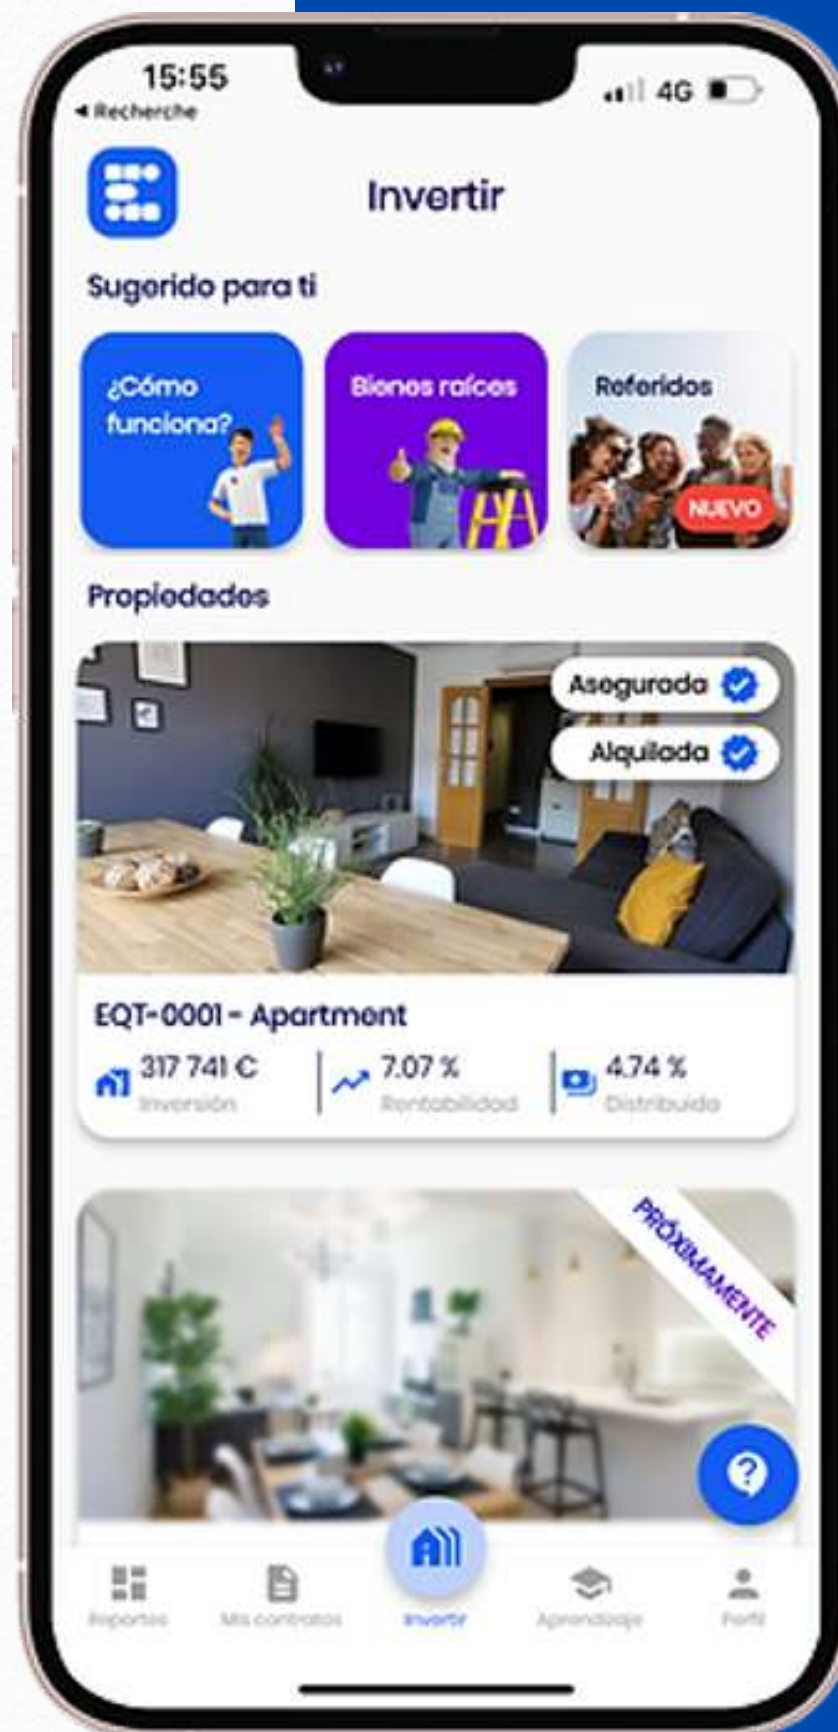 15:55
4G
◀ Recherche
Invertir
Sugerido para ti
¿Cómo
funciona?
Bienes raíces
Referidos
NUEVO
Propiedades
Asegurada
Alquilada
EQT-0001 - Apartment
317 741 €
Inversión
7.07 %
Rentabilidad
4.74 %
Distribuida
PRÓXIMAMENTE
Reportes
Mis contratos
Invertir
Aprendizaje
Perfil